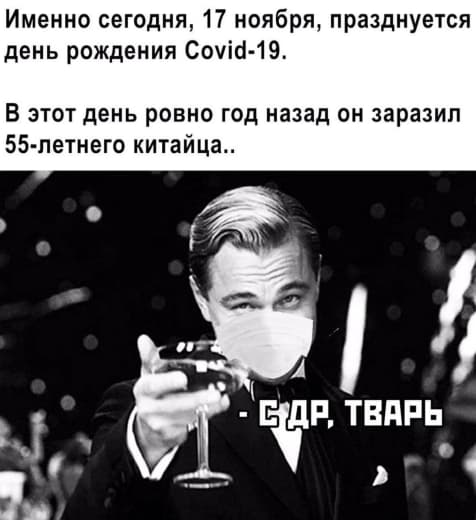 Именно сегодня, 17 ноября, празднуется
день рождения Covid-19.
В этот день ровно год назад он заразил
55-летнего китайца..
- С ДР, ТВАРЬ